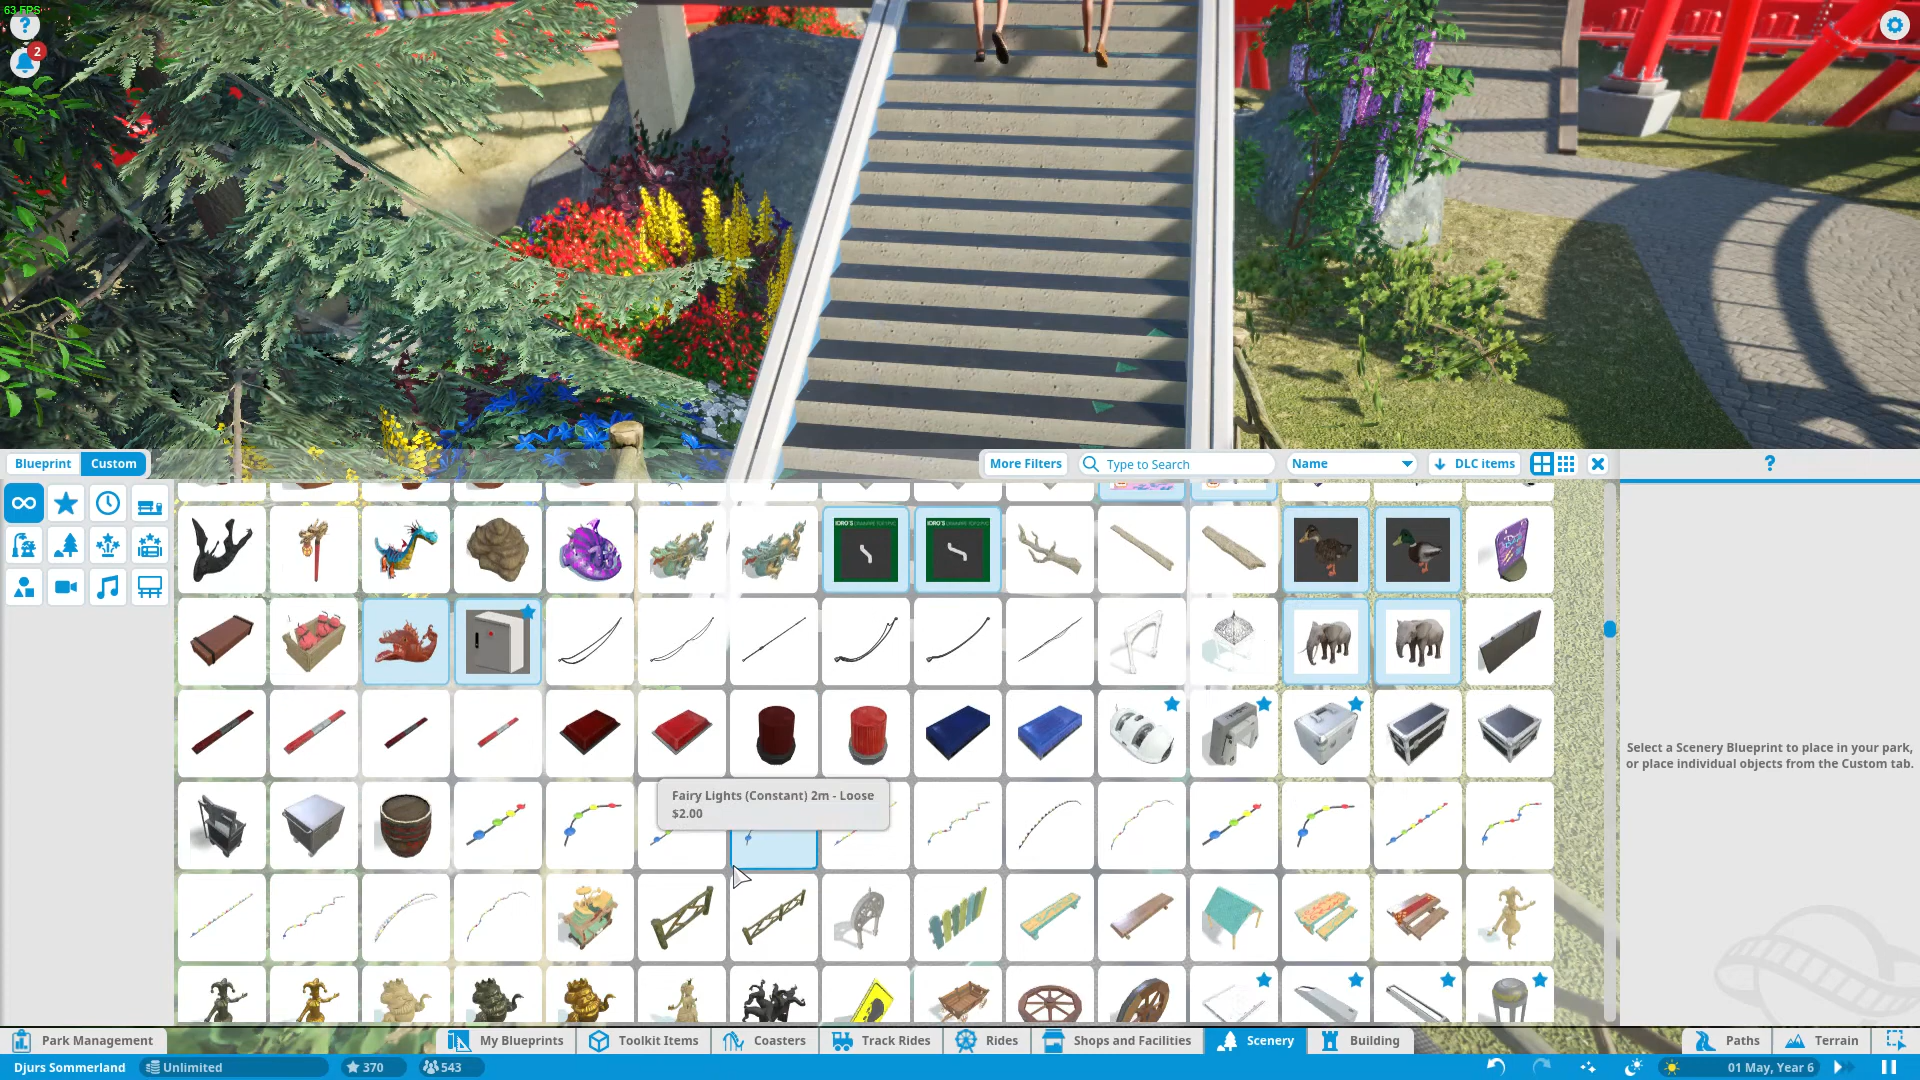 63 FPS
?
2
Blueprint
Custom
More Filters
Type to Search
Name
DLC items
?
IDRO'S
IDRO'S
Fairy Lights (Constant) 2m - Loose
$2.00
Select a Scenery Blueprint to place in your park,
or place individual objects from the Custom tab.
Park Management
My Blueprints
Toolkit Items
Coasters
Track Rides
Rides
Shops and Facilities
Scenery
Building
Paths
Terrain
Djurs Sommerland
Unlimited
370
543
01 May, Year 6